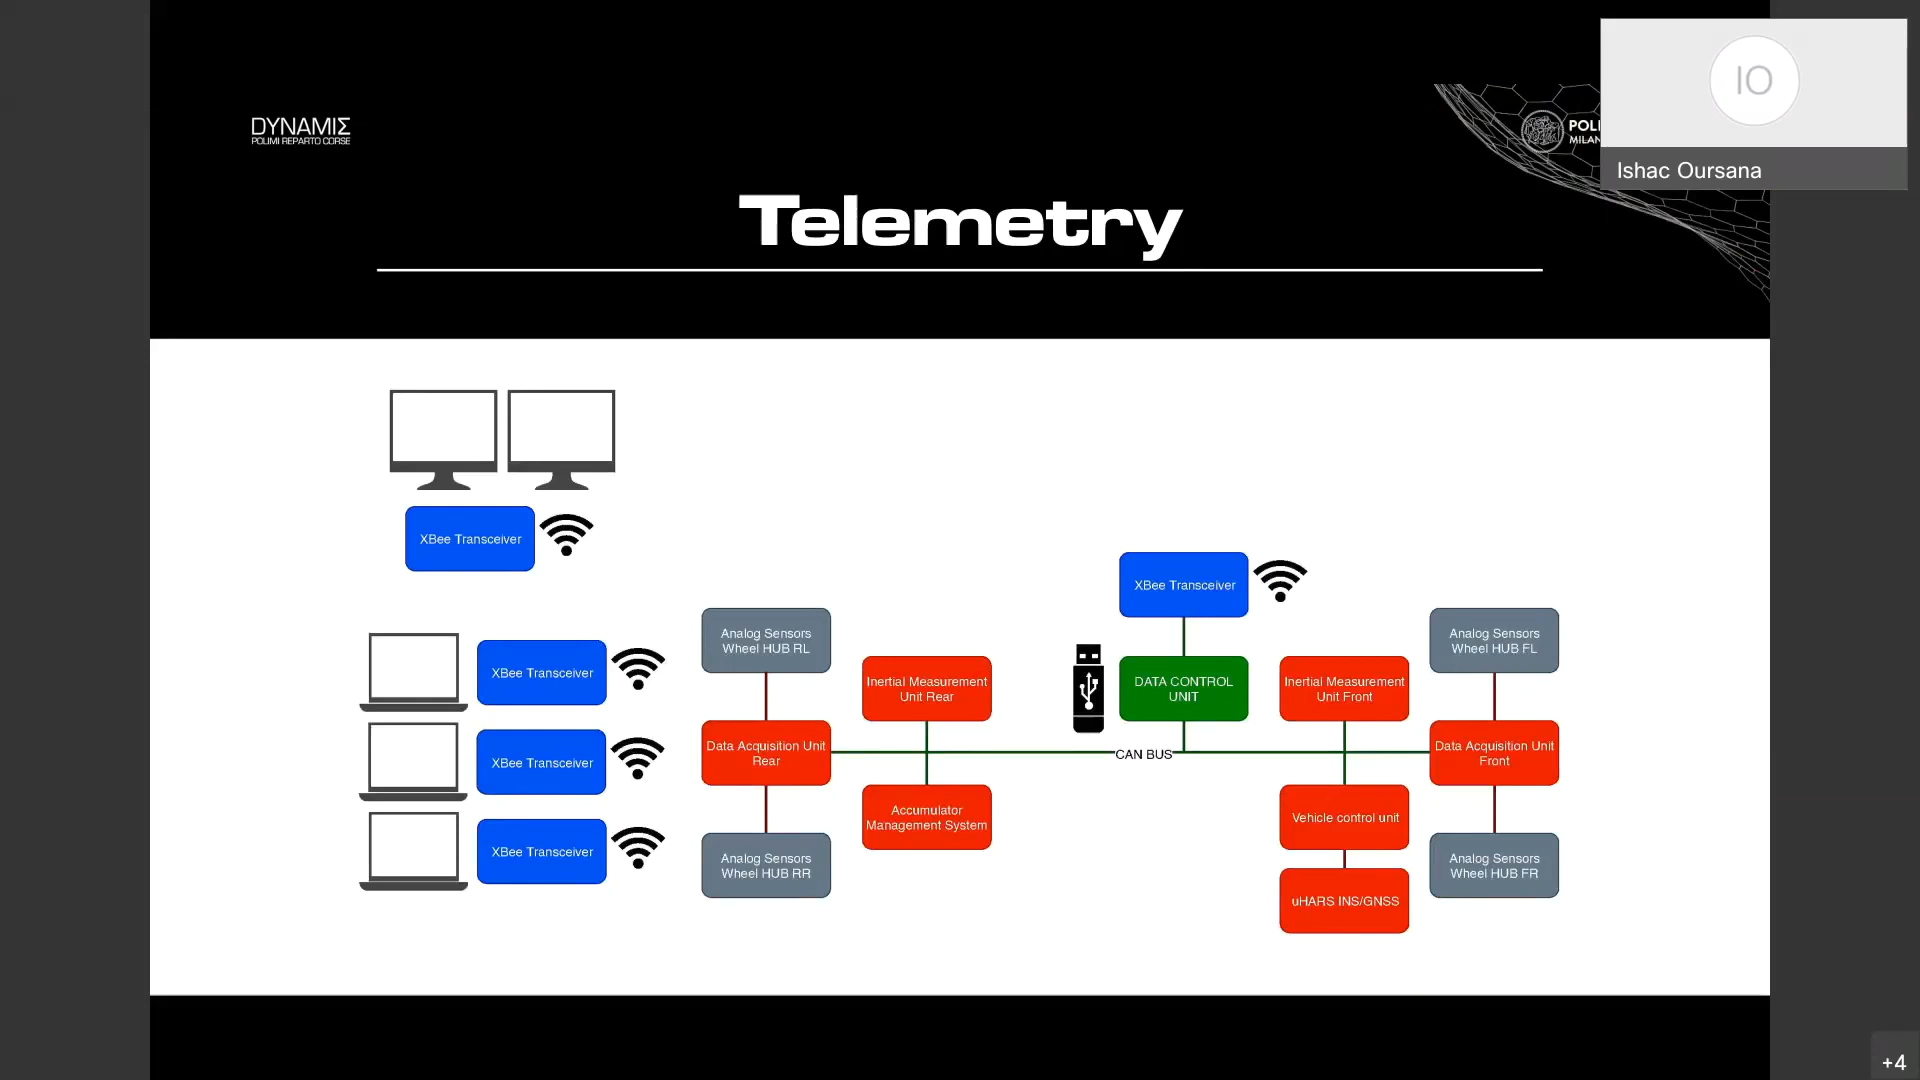 DYNAMIΣ
POLIMI REPARTO CORSE
POLI
MILAN
IO
Ishac Oursana
Telemetry
XBee Transceiver
XBee Transceiver
XBee Transceiver
XBee Transceiver
Analog Sensors
Wheel HUB RL
Inertial Measurement
Unit Rear
Data Acquisition Unit
Rear
Accumulator
Management System
Analog Sensors
Wheel HUB RR
XBee Transceiver
DATA CONTROL
UNIT
CAN BUS
Inertial Measurement
Unit Front
Vehicle control unit
uHARS INS/GNSS
Analog Sensors
Wheel HUB FL
Data Acquisition Unit
Front
Analog Sensors
Wheel HUB FR
+4